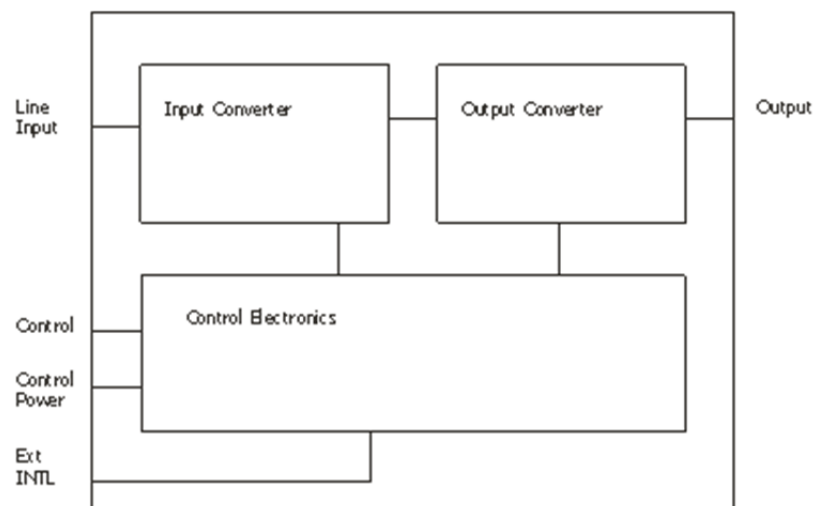 Line
Input
Input Converter
Output Converter
Output
Control
Control Electronics
Control
Power
Ext
INTL